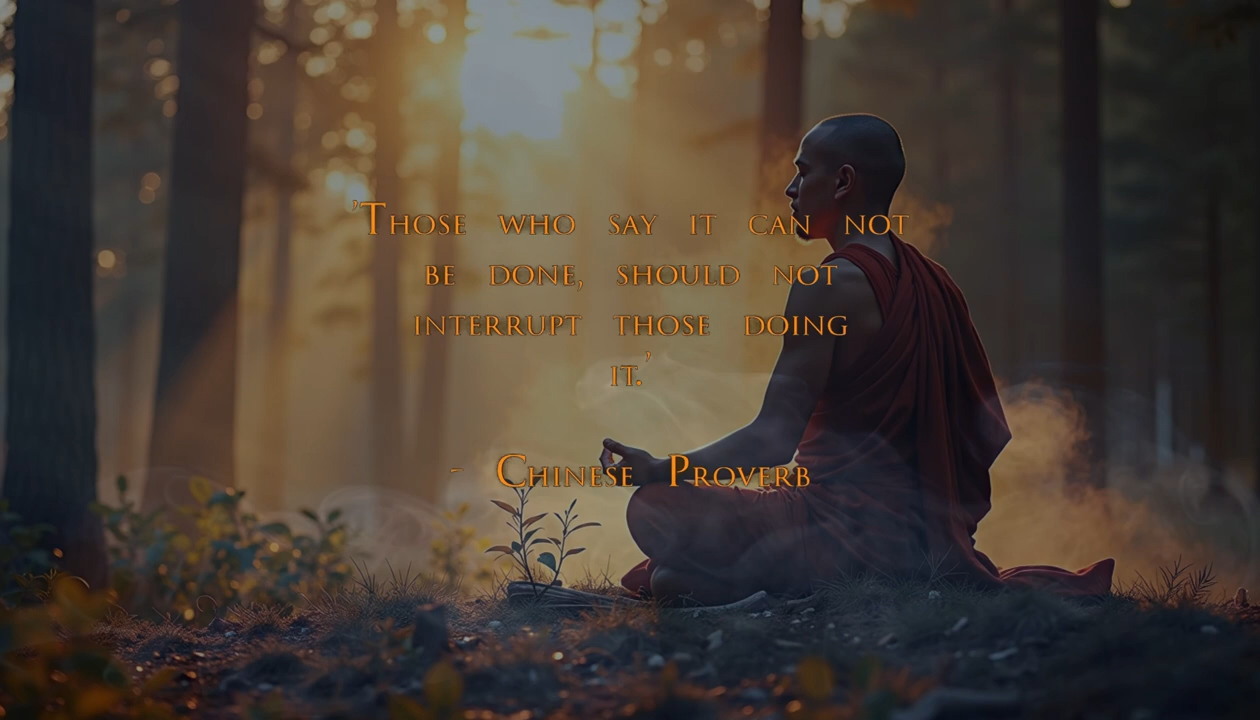 'Those who say it can not
be done, should not
interrupt those doing
it.'
- Chinese Proverb